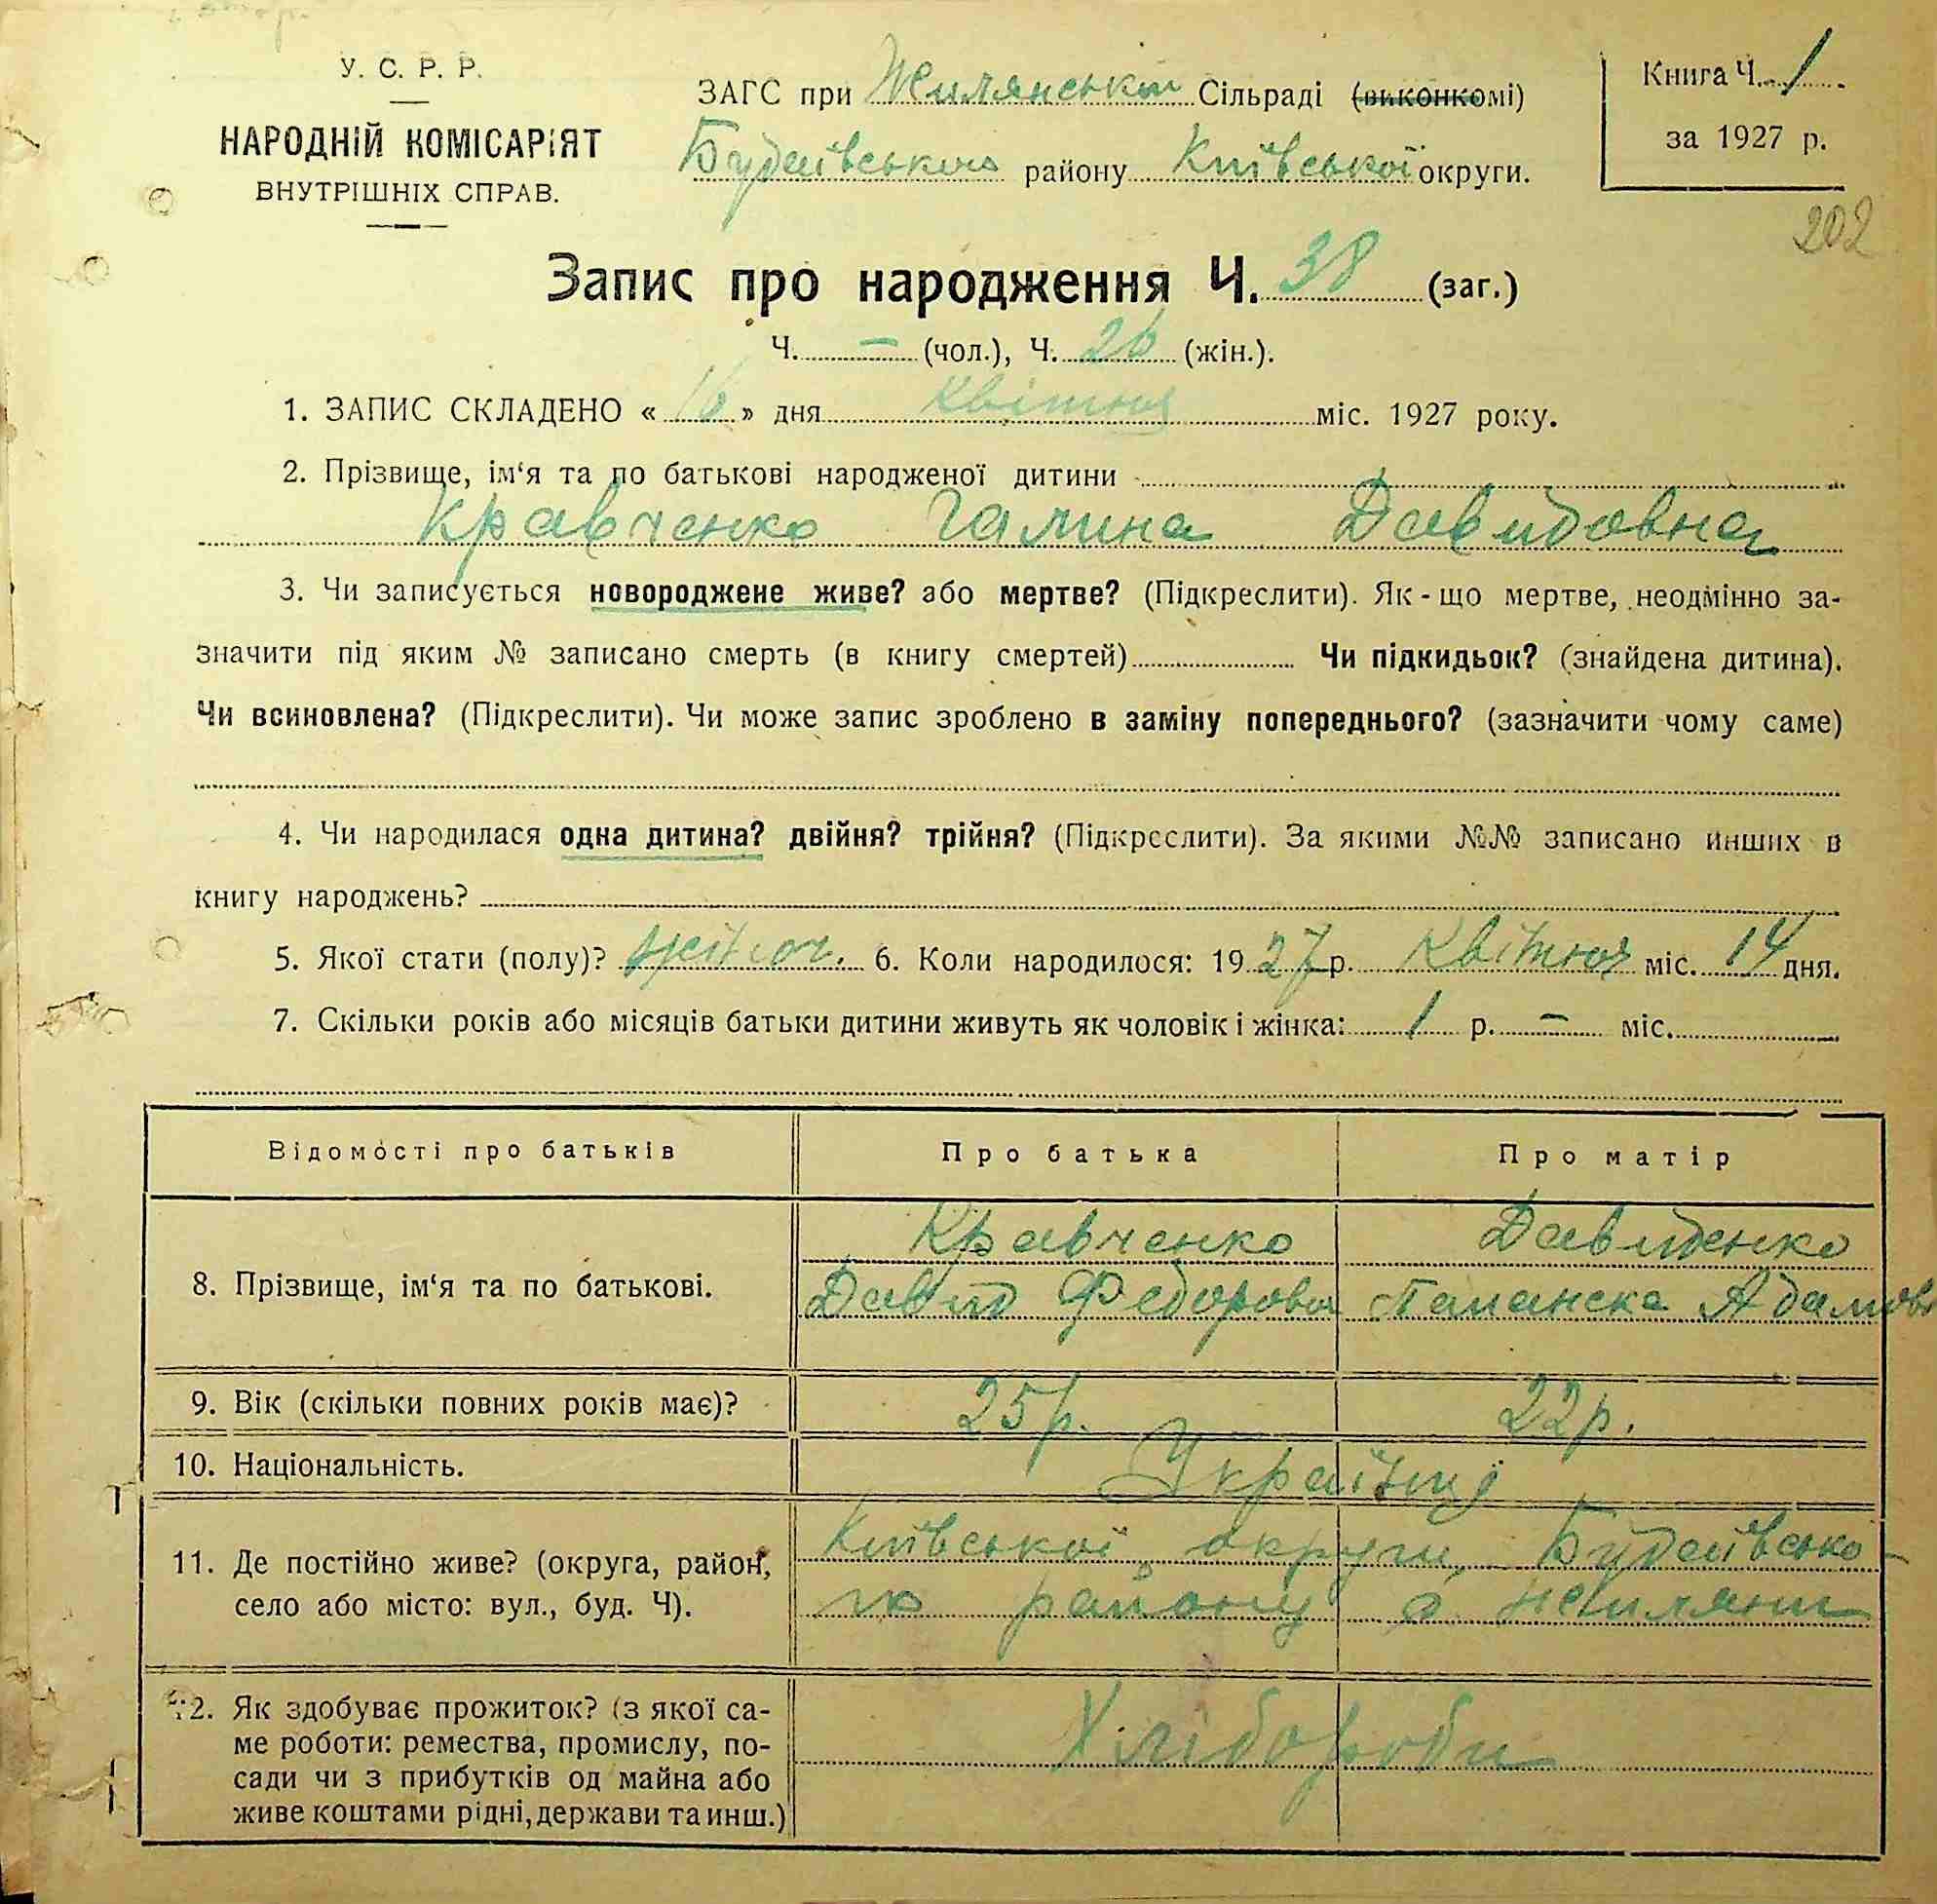 У. С. Р. Р.
НАРОДНІЙ КОМІСАРІЯТ
ВНУТРІШНІХ СПРАВ.
ЗАГС при Жилянській Сільраді (виконкомі)
Будаївського району Київської округи.
Книга Ч. 1
за 1927 р.
202
Запис про народження Ч. 38 (заг.)
Ч. — (чол.), Ч. 26 (жін.).
1. ЗАПИС СКЛАДЕНО « 16 » дня Квітня міс. 1927 року.
2. Прізвище, ім‘я та по батькові народженої дитини
Кравченко Галина Давидовна
3. Чи записується новороджене живе? або мертве? (Підкреслити). Як-що мертве, неодмінно за-
значити під яким № записано смерть (в книгу смертей) Чи підкидьок? (знайдена дитина).
Чи всиновлена? (Підкреслити). Чи може запис зроблено в заміну попереднього? (зазначити чому саме)
4. Чи народилася одна дитина? двійня? трійня? (Підкреслити). За якими №№ записано инших в
книгу народжень?
5. Якої стати (полу)? жіноч. 6. Коли народилося: 1927 р. Квітня міс. 14 дня.
7. Скільки років або місяців батьки дитини живуть як чоловік і жінка: 1 р. — міс.
Відомості про батьків Про батька Про матір
8. Прізвище, ім‘я та по батькові.
Кравченко Давиденко
Давид Федорович Адамовн
9. Вік (скільки повних років має)? 25р. 22р.
10. Національність. Українці
11. Де постійно живе? (округа, район,
село або місто: вул., буд. Ч).
Київської округи Будаївсько-
го району с. Жиляни
12. Як здобуває прожиток? (з якої са-
ме роботи: ремества, промислу, по-
сади чи з прибутків од майна або
живе коштами рідні, держави та инш.)
Хлібороби